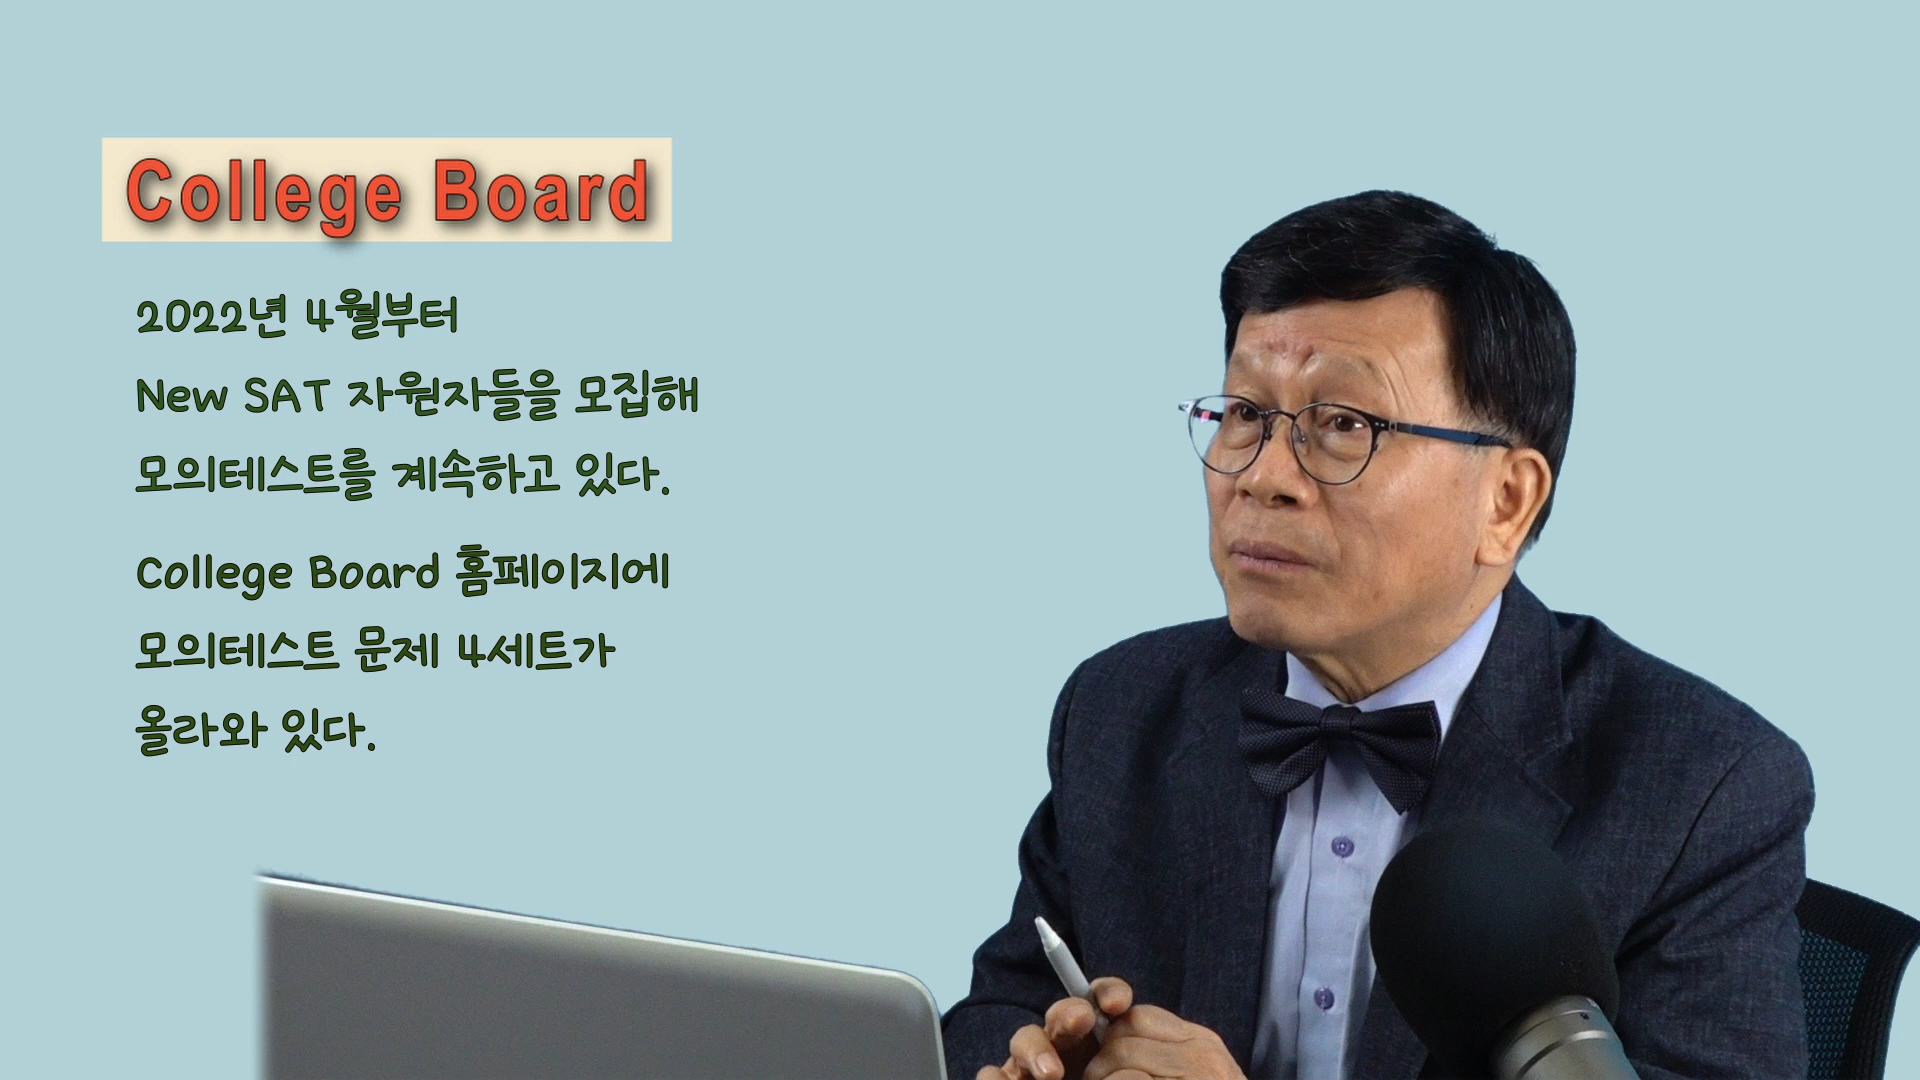 College Board
2022년 4월부터
New SAT 자원자들을 모집해
모의테스트를 계속하고 있다.
College Board 홈페이지에
모의테스트 문제 4세트가
올라와 있다.